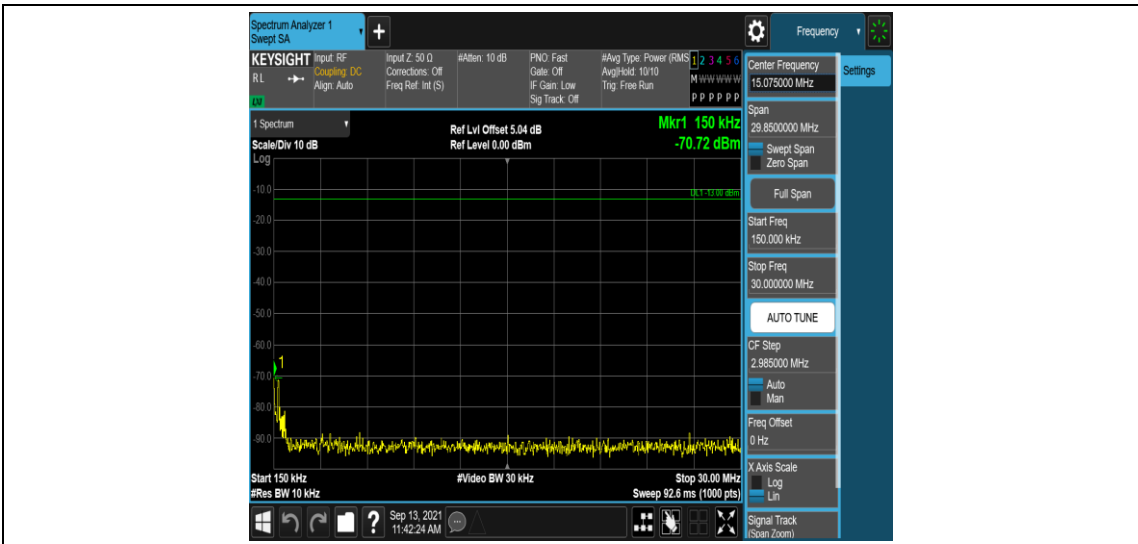 Spectrum Analyzer 1
Swept SA
+
Frequency
KEYSIGHT
RL
LXI
Input: RF
Coupling: DC
Align: Auto
Input Z: 50 Ω
Corrections: Off
Freq Ref: Int (S)
#Atten: 10 dB
PNO: Fast
Gate: Off
IF Gain: Low
Sig Track: Off
#Avg Type: Power (RMS
Avg|Hold: 10/10
Trig: Free Run
1 2 3 4 5 6
M W W W W W
P P P P P P
1 Spectrum
Scale/Div 10 dB
Log
Ref Lvl Offset 5.04 dB
Ref Level 0.00 dBm
Mkr1 150 kHz
-70.72 dBm
DL1 -13.00 dBm
-10.0
-20.0
-30.0
-40.0
-50.0
-60.0
-70.0
-80.0
-90.0
1
Start 150 kHz
#Res BW 10 kHz
#Video BW 30 kHz
Stop 30.00 MHz
Sweep 92.6 ms (1000 pts)
?
Sep 13, 2021
11:42:24 AM
Center Frequency
15.075000 MHz
Settings
Span
29.8500000 MHz
Swept Span
Zero Span
Full Span
Start Freq
150.000 kHz
Stop Freq
30.000000 MHz
AUTO TUNE
CF Step
2.985000 MHz
Auto
Man
Freq Offset
0 Hz
X Axis Scale
Log
Lin
Signal Track
(Span Zoom)